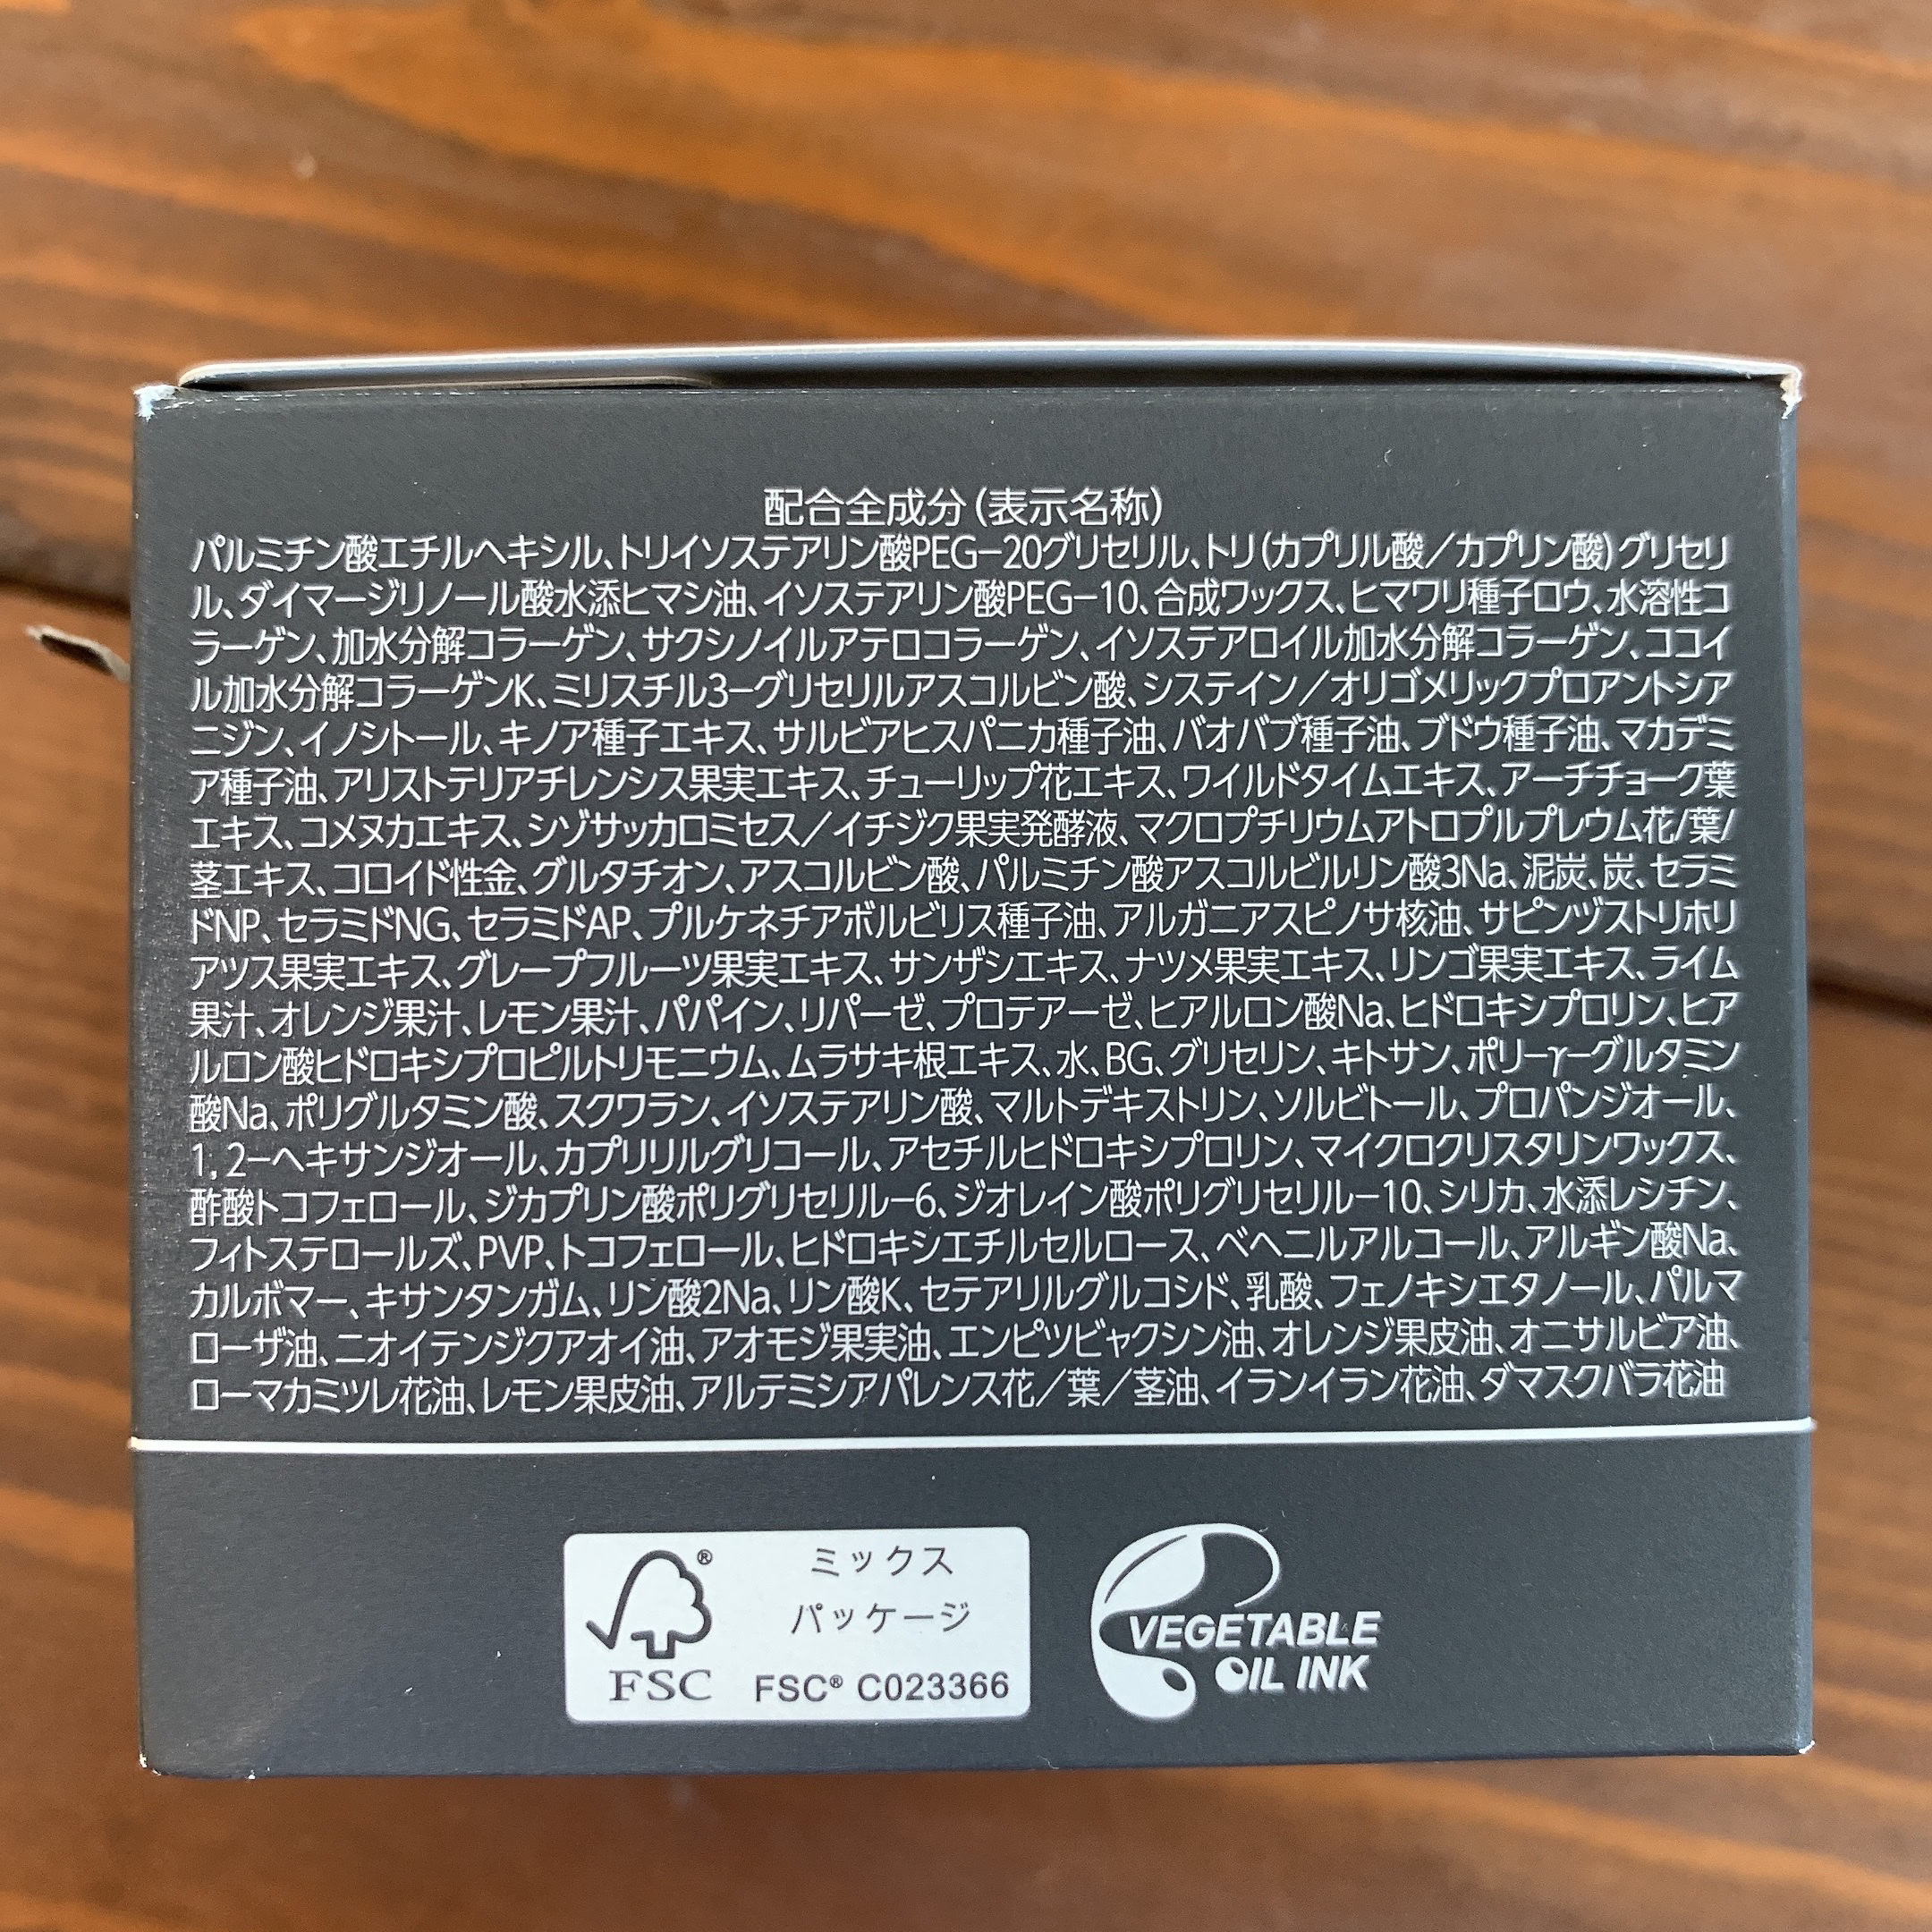 配合全成分(表示名称)
パルミチン酸エチルヘキシル、トリイソステアリン酸PEG−20グリセリル、トリ(カプリル酸／カプリン酸)グリセリ
ル、ダイマージリノール酸水添ヒマシ油、イソステアリン酸PEG−10、合成ワックス、ヒマワリ種子ロウ、水溶性コ
ラーゲン、加水分解コラーゲン、サクシノイルアテロコラーゲン、イソステアロイル加水分解コラーゲン、ココイ
ル加水分解コラーゲンK、ミリスチル3−グリセリルアスコルビン酸、システイン／オリゴメリックプロアントシア
ニジン、イノシトール、キノア種子エキス、サルビアヒスパニカ種子油、バオバブ種子油、ブドウ種子油、マカデミ
ア種子油、アリストテリアチレンシス果実エキス、チューリップ花エキス、ワイルドタイムエキス、アーチチョーク葉
エキス、コメヌカエキス、シゾサッカロミセス／イチジク果実発酵液、マクロプチリウムアトロプルプレウム花/葉/
茎エキス、コロイド性金、グルタチオン、アスコルビン酸、パルミチン酸アスコルビルリン酸3Na、泥炭、炭、セラミ
ドNP、セラミドNG、セラミドAP、プルケネチアボルビリス種子油、アルガニアスピノサ核油、サピンヅストリホリ
アツス果実エキス、グレープフルーツ果実エキス、サンザシエキス、ナツメ果実エキス、リンゴ果実エキス、ライム
果汁、オレンジ果汁、レモン果汁、パパイン、リパーゼ、プロテアーゼ、ヒアルロン酸Na、ヒドロキシプロリン、ヒア
ルロン酸ヒドロキシプロピルトリモニウム、ムラサキ根エキス、水、BG、グリセリン、キトサン、ポリ−γ−グルタミン
酸Na、ポリグルタミン酸、スクワラン、イソステアリン酸、マルトデキストリン、ソルビトール、プロパンジオール、
1,2−ヘキサンジオール、カプリリルグリコール、アセチルヒドロキシプロリン、マイクロクリスタリンワックス、
酢酸トコフェロール、ジカプリン酸ポリグリセリル−6、ジオレイン酸ポリグリセリル−10、シリカ、水添レシチン、
フィトステロールズ、PVP、トコフェロール、ヒドロキシエチルセルロース、ベヘニルアルコール、アルギン酸Na、
カルボマー、キサンタンガム、リン酸2Na、リン酸K、セテアリルグルコシド、乳酸、フェノキシエタノール、パルマ
ローザ油、ニオイテンジクアオイ油、アオモジ果実油、エンピツビャクシン油、オレンジ果皮油、オニサルビア油、
ローマカミツレ花油、レモン果皮油、アルテミシアパレンス花／葉／茎油、イランイラン花油、ダマスクバラ花油
ミックス
パッケージ
FSC
FSC® C023366
VEGETABLE
OIL INK